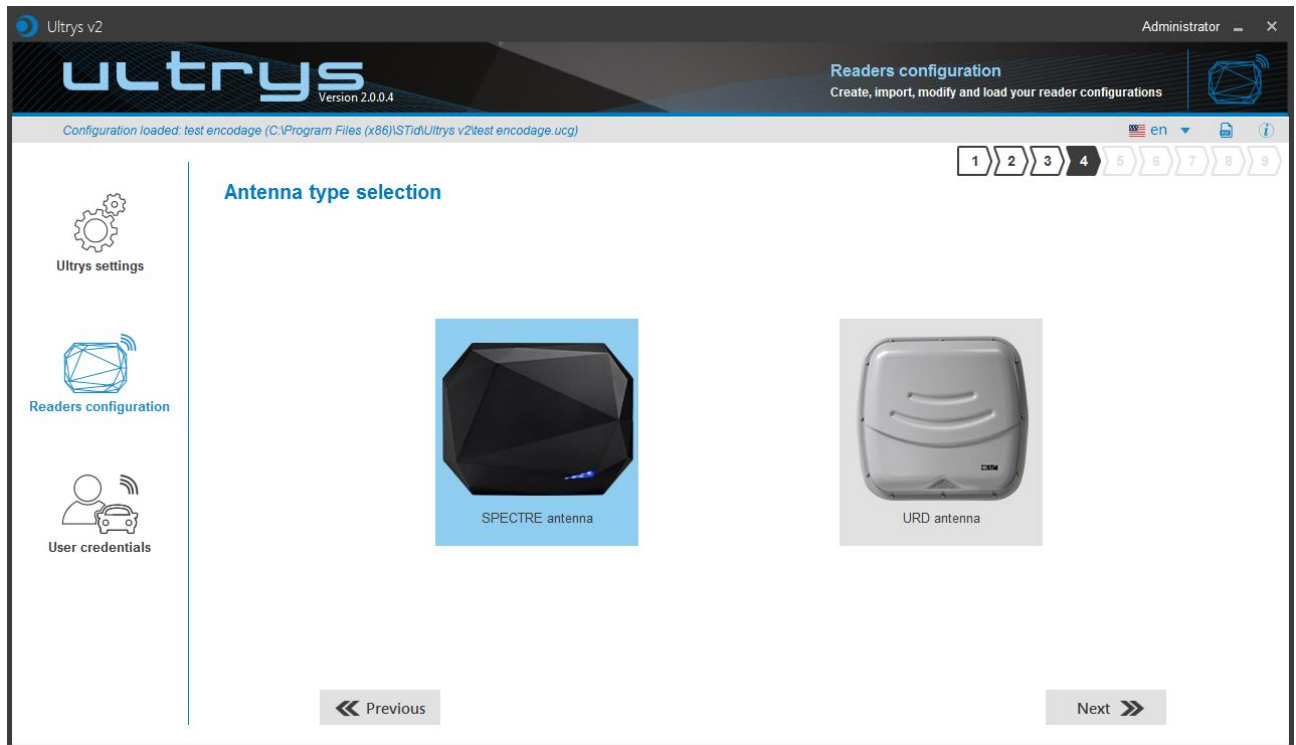 Ultrys v2
Administrator
ultrys
Version 2.0.0.4
Readers configuration
Create, import, modify and load your reader configurations
Configuration loaded: test encodage (C:\Program Files (x86)\STid\Ultrys v2\test encodage.ucg)
en
1 2 3 4 5 6 7 8 9
Antenna type selection
Ultrys settings
Readers configuration
User credentials
SPECTRE antenna
URD antenna
Previous
Next